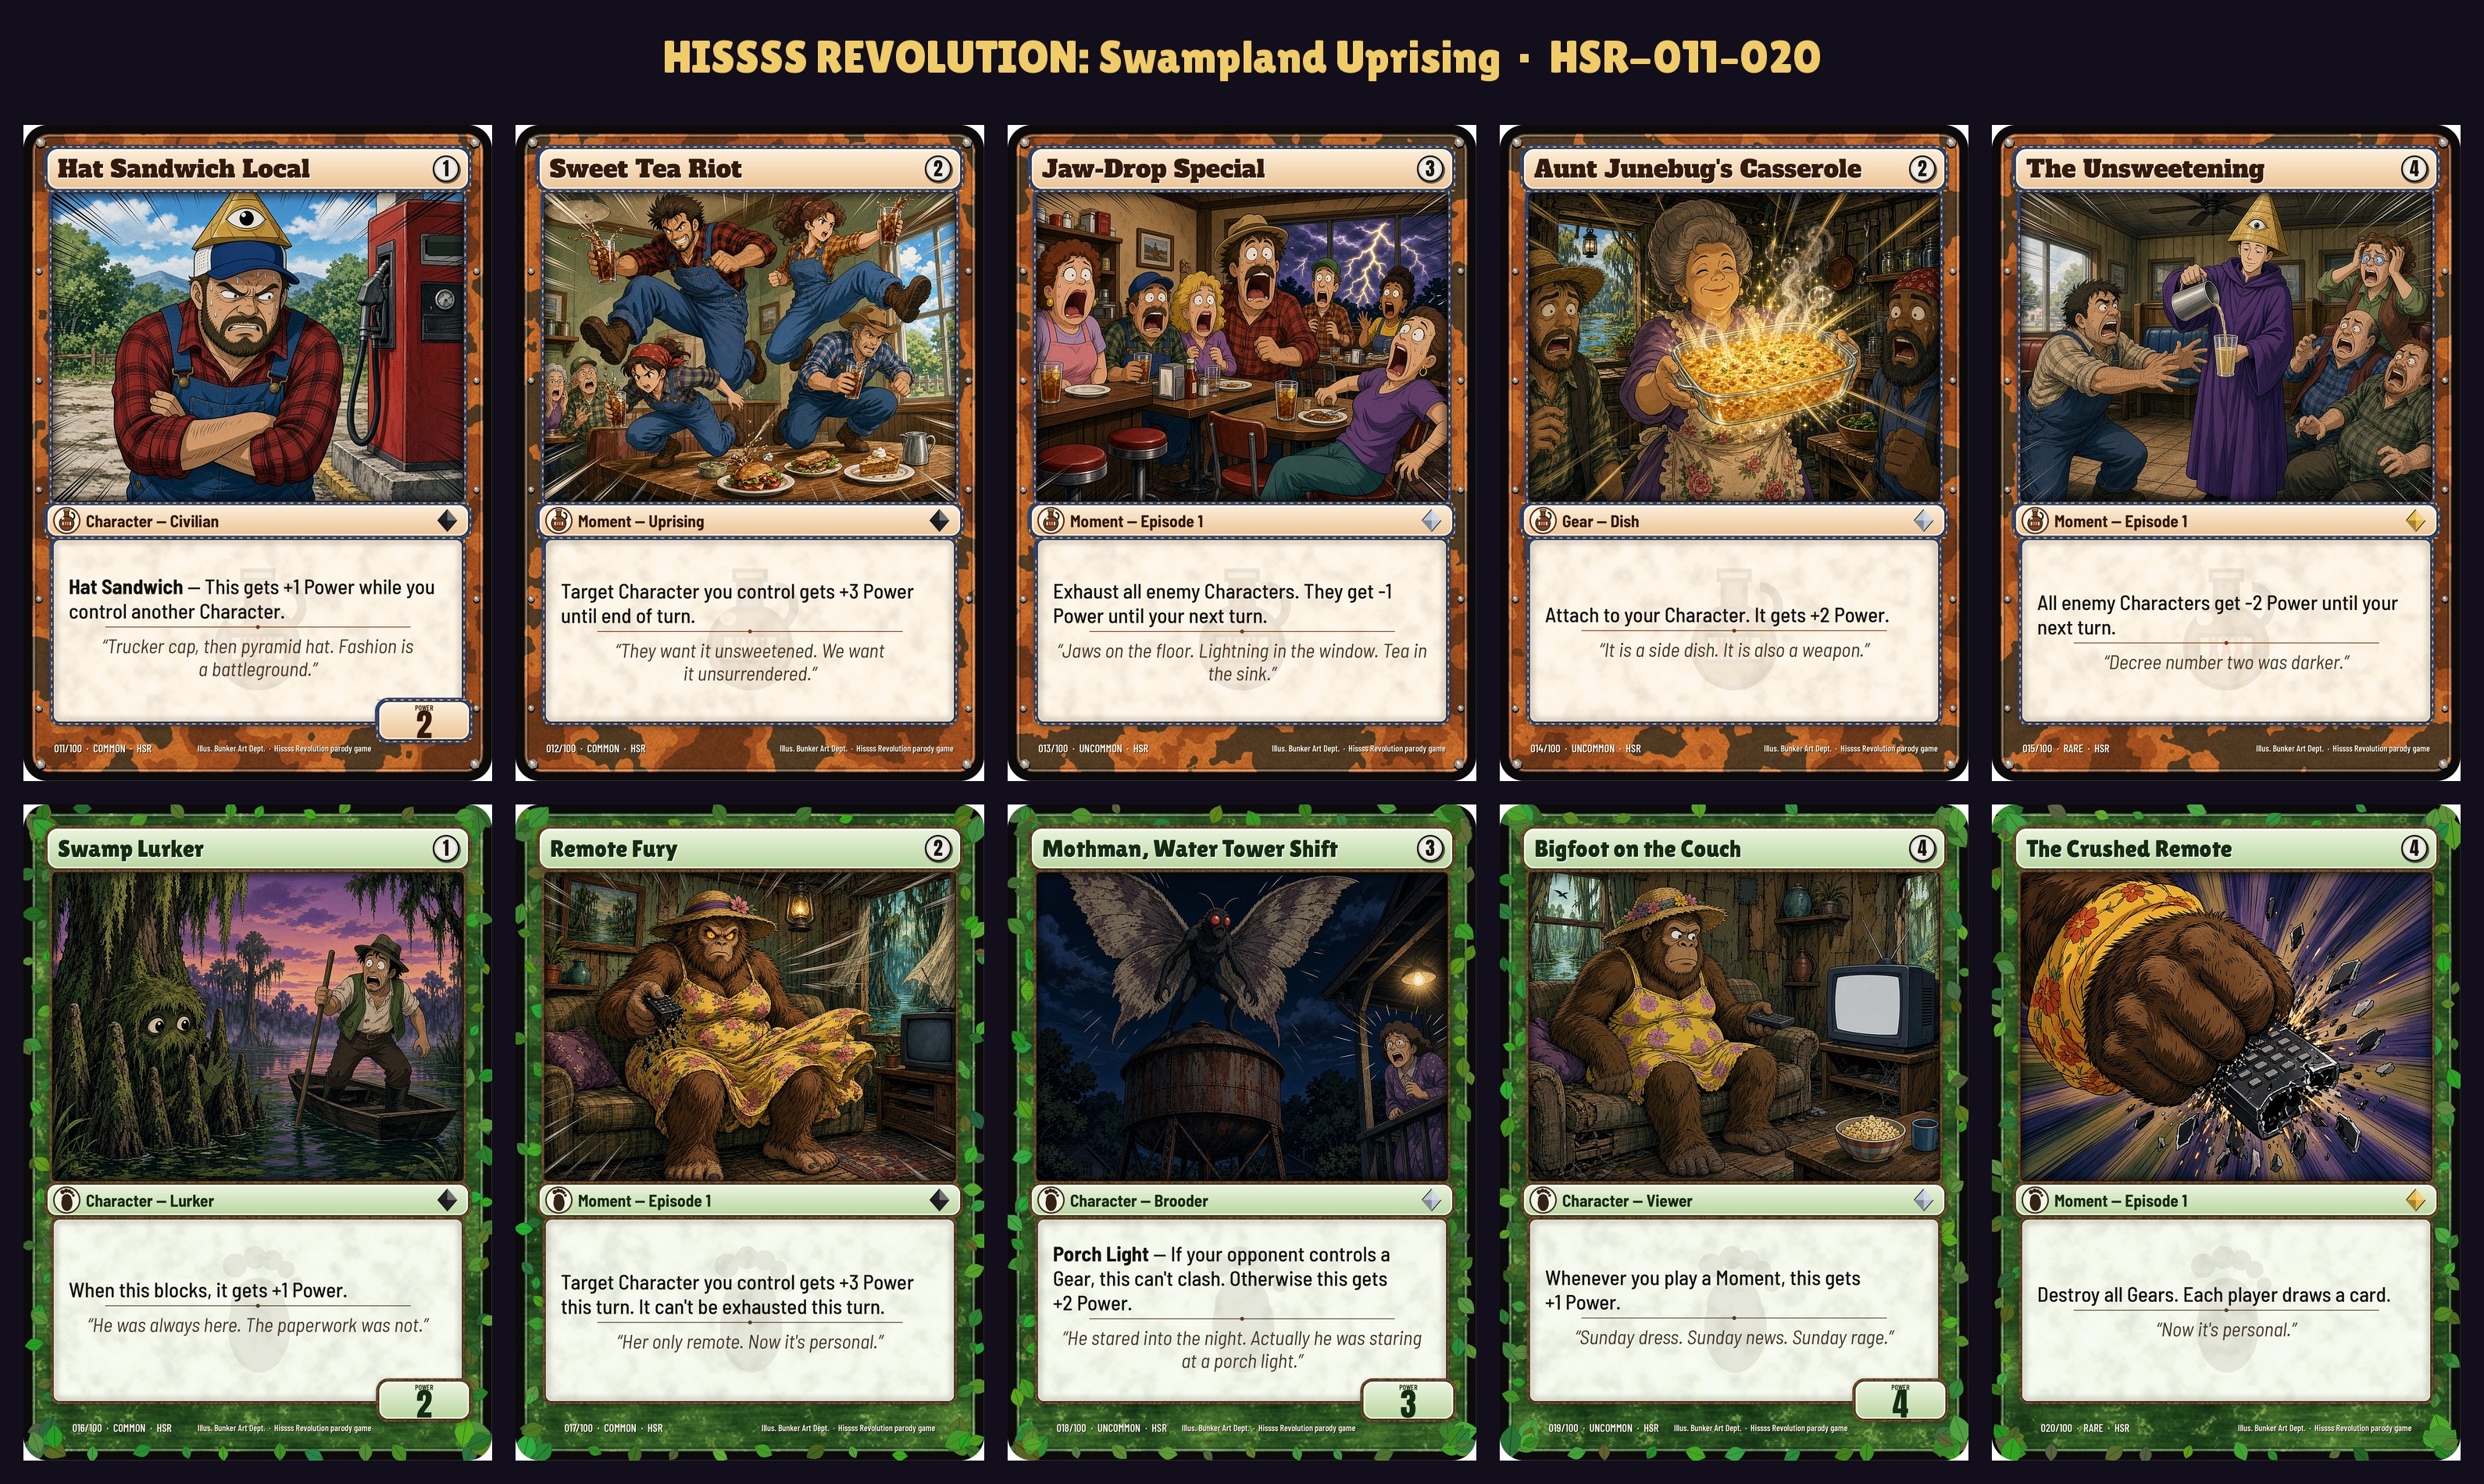 HISSSS REVOLUTION: Swampland Uprising · HSR-011-020
Hat Sandwich Local
1
Character – Civilian
Hat Sandwich – This gets +1 Power while you
control another Character.
“Trucker cap, then pyramid hat. Fashion is
a battleground.”
POWER
2
011/100 · COMMON · HSR
Illus. Bunker Art Dept. · Hissss Revolution parody game
Sweet Tea Riot
2
Moment – Uprising
Target Character you control gets +3 Power
until end of turn.
“They want it unsweetened. We want
it unsurrendered.”
012/100 · COMMON · HSR
Illus. Bunker Art Dept. · Hissss Revolution parody game
Jaw-Drop Special
3
Moment – Episode 1
Exhaust all enemy Characters. They get -1
Power until your next turn.
“Jaws on the floor. Lightning in the window. Tea in
the sink.”
013/100 · UNCOMMON · HSR
Illus. Bunker Art Dept. · Hissss Revolution parody game
Aunt Junebug's Casserole
2
Gear – Dish
Attach to your Character. It gets +2 Power.
“It is a side dish. It is also a weapon.”
014/100 · UNCOMMON · HSR
Illus. Bunker Art Dept. · Hissss Revolution parody game
The Unsweetening
4
Moment – Episode 1
All enemy Characters get -2 Power until your
next turn.
“Decree number two was darker.”
015/100 · RARE · HSR
Illus. Bunker Art Dept. · Hissss Revolution parody game
Swamp Lurker
1
Character – Lurker
When this blocks, it gets +1 Power.
“He was always here. The paperwork was not.”
POWER
2
016/100 · COMMON · HSR
Illus. Bunker Art Dept. · Hissss Revolution parody game
Remote Fury
2
Moment – Episode 1
Target Character you control gets +3 Power
this turn. It can't be exhausted this turn.
“Her only remote. Now it's personal.”
017/100 · COMMON · HSR
Illus. Bunker Art Dept. · Hissss Revolution parody game
Mothman, Water Tower Shift
3
Character – Brooder
Porch Light – If your opponent controls a
Gear, this can't clash. Otherwise this gets
+2 Power.
“He stared into the night. Actually he was staring
at a porch light.”
POWER
3
018/100 · UNCOMMON · HSR
Illus. Bunker Art Dept. · Hissss Revolution parody game
Bigfoot on the Couch
4
Character – Viewer
Whenever you play a Moment, this gets
+1 Power.
“Sunday dress. Sunday news. Sunday rage.”
POWER
4
019/100 · UNCOMMON · HSR
Illus. Bunker Art Dept. · Hissss Revolution parody game
The Crushed Remote
4
Moment – Episode 1
Destroy all Gears. Each player draws a card.
“Now it's personal.”
020/100 · RARE · HSR
Illus. Bunker Art Dept. · Hissss Revolution parody game